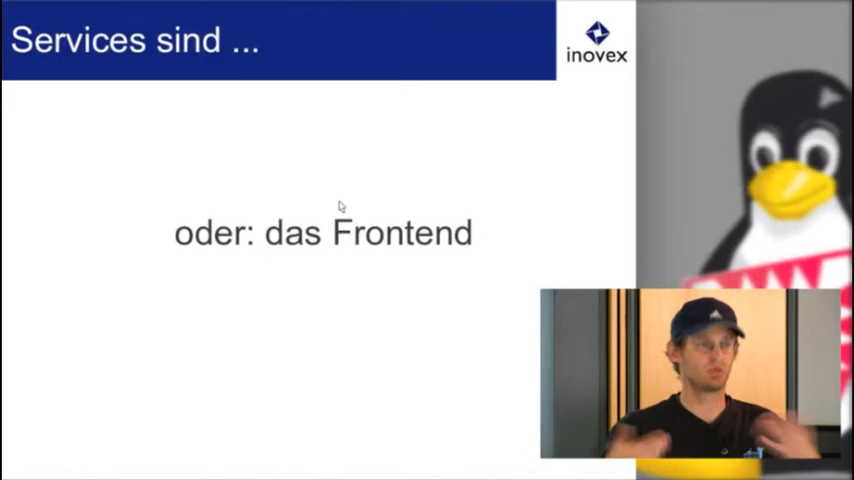 Services sind ...
inovex
oder: das Frontend